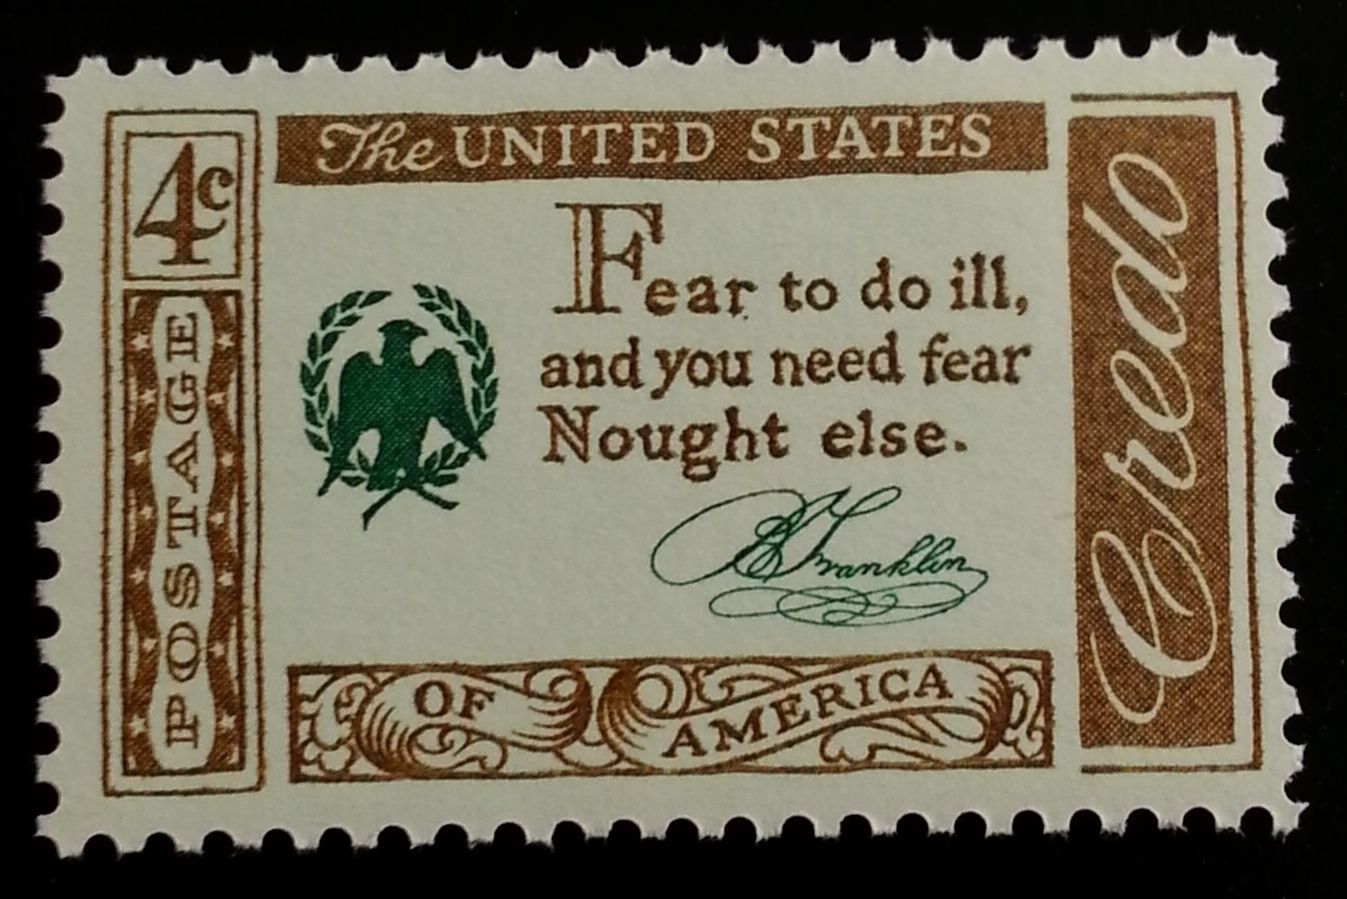 4c
POSTAGE
The UNITED STATES
Fear to do ill,
and you need fear
Nought else.
B Franklin
OF AMERICA
Credo